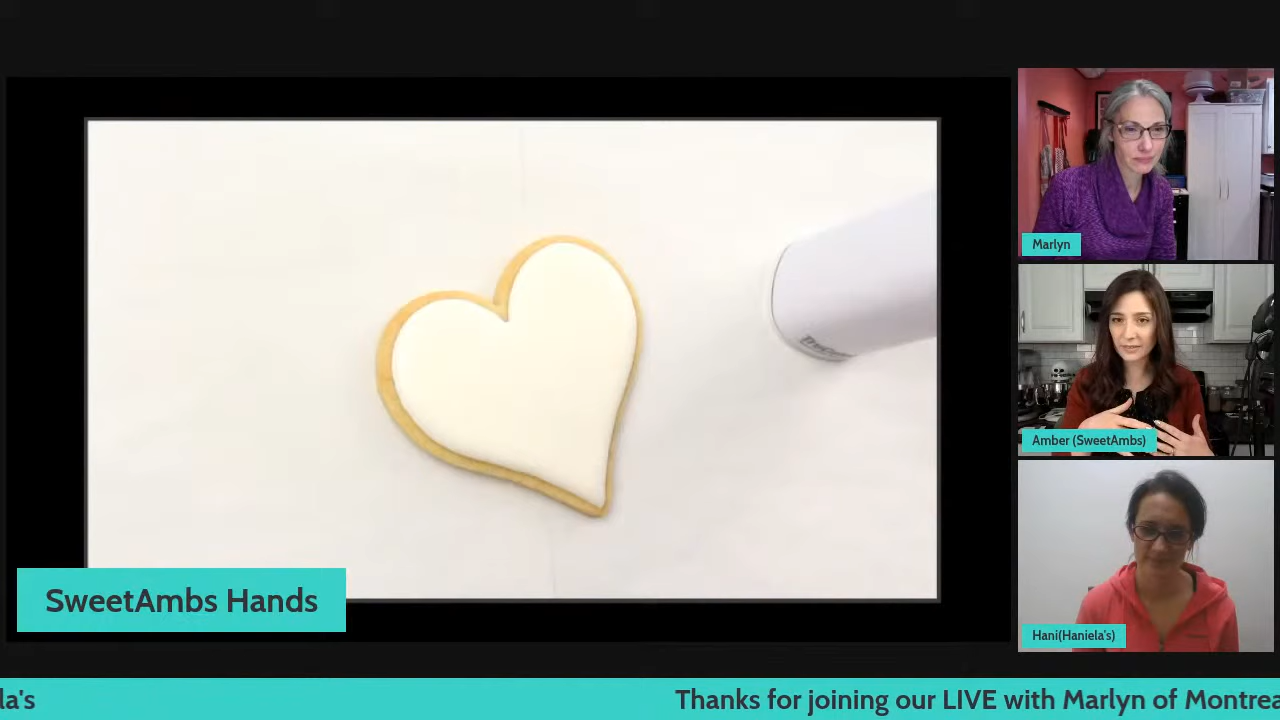 Marlyn
Amber (SweetAmbs)
SweetAmbs Hands
Hani(Haniela's)
la's
Thanks for joining our LIVE with Marlyn of Montrea